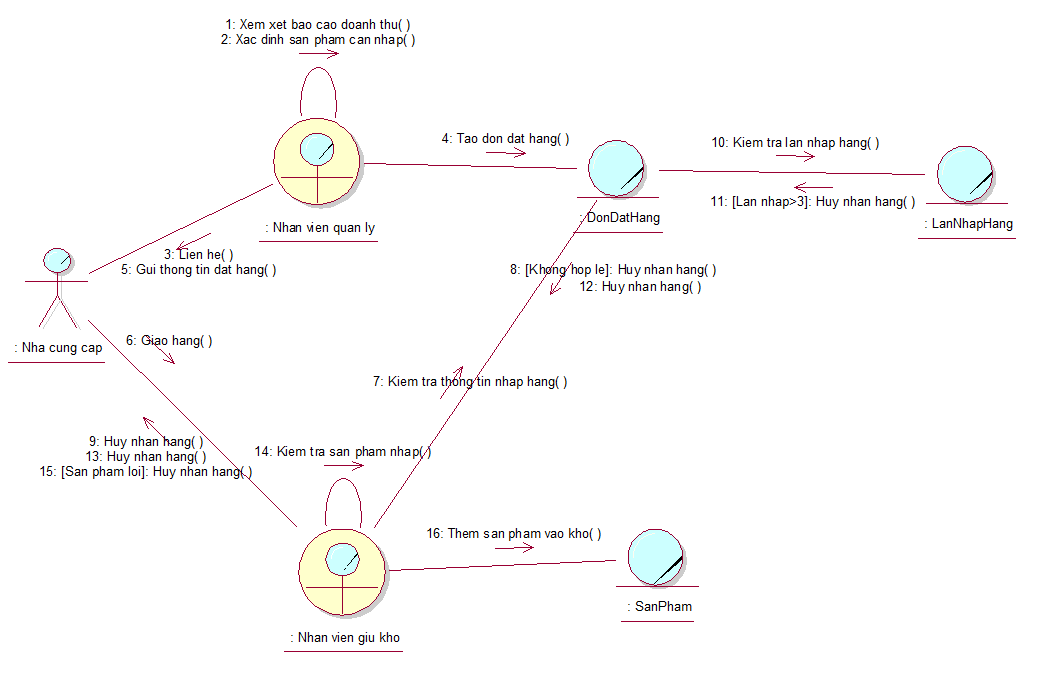 1: Xem xet bao cao doanh thu( )
2: Xac dinh san pham can nhap( )
4: Tao don dat hang( )
10: Kiem tra lan nhap hang( )
11: [Lan nhap>3]: Huy nhan hang( )
: DonDatHang
: LanNhapHang
: Nhan vien quan ly
3: Lien he( )
5: Gui thong tin dat hang( )
8: [Khong hop le]: Huy nhan hang( )
12: Huy nhan hang( )
: Nha cung cap
6: Giao hang( )
7: Kiem tra thong tin nhap hang( )
9: Huy nhan hang( )
13: Huy nhan hang( )
15: [San pham loi]: Huy nhan hang( )
14: Kiem tra san pham nhap( )
16: Them san pham vao kho( )
: SanPham
: Nhan vien giu kho